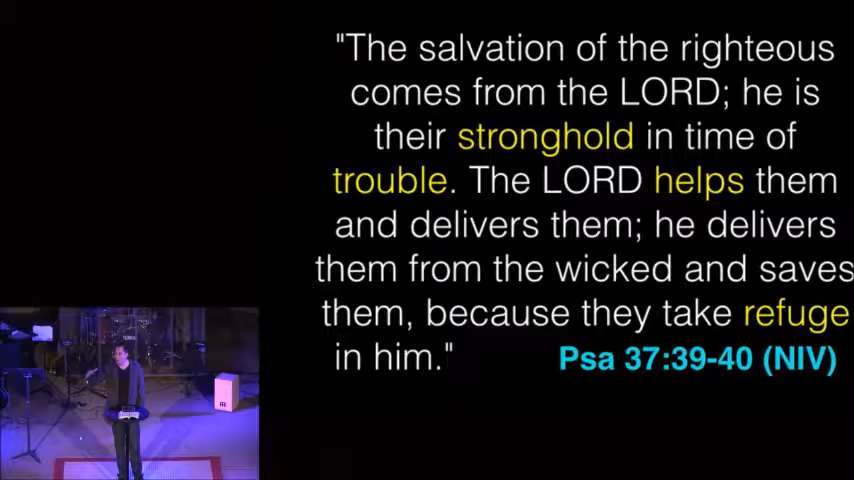 "The salvation of the righteous
comes from the LORD; he is
their stronghold in time of
trouble. The LORD helps them
and delivers them; he delivers
them from the wicked and saves
them, because they take refuge
in him." Psa 37:39-40 (NIV)